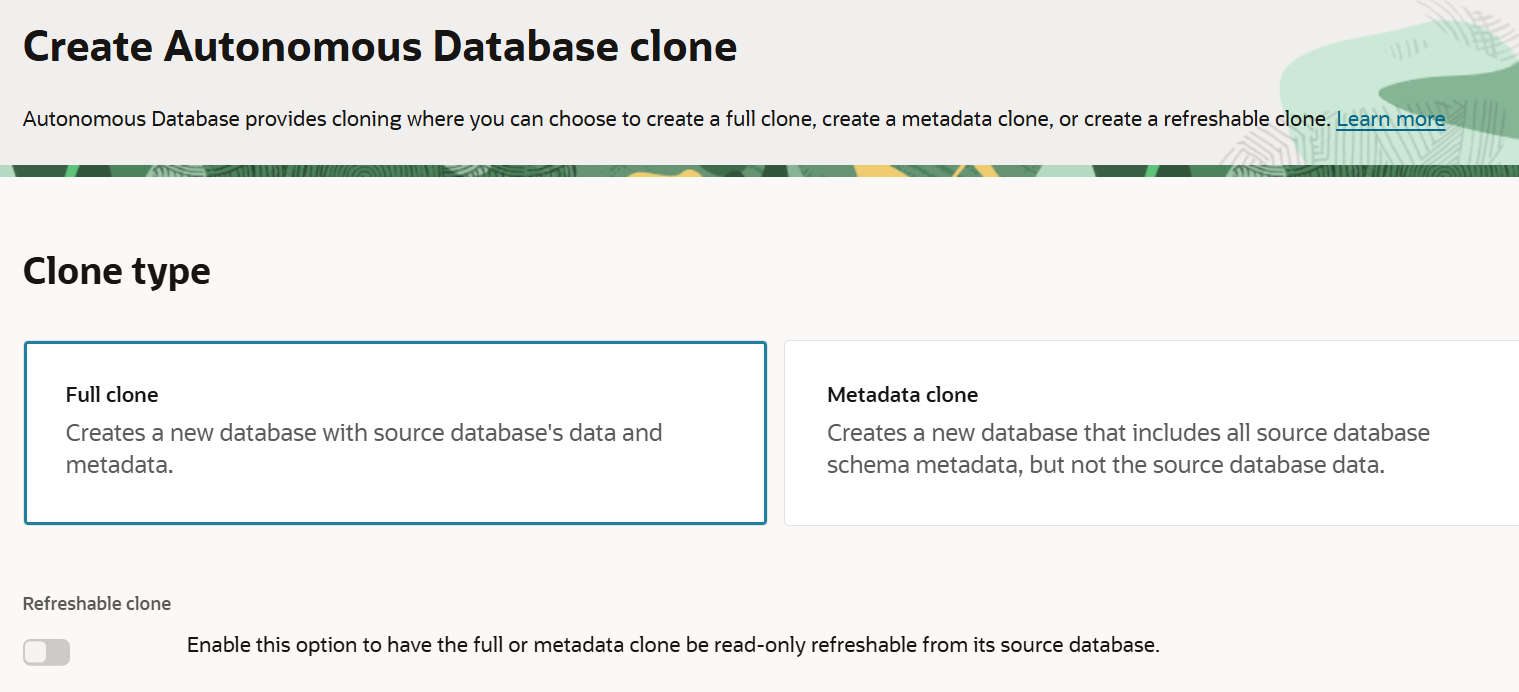 Create Autonomous Database clone
Autonomous Database provides cloning where you can choose to create a full clone, create a metadata clone, or create a refreshable clone. Learn more
Clone type
Full clone
Creates a new database with source database's data and
metadata.
Metadata clone
Creates a new database that includes all source database
schema metadata, but not the source database data.
Refreshable clone
Enable this option to have the full or metadata clone be read-only refreshable from its source database.